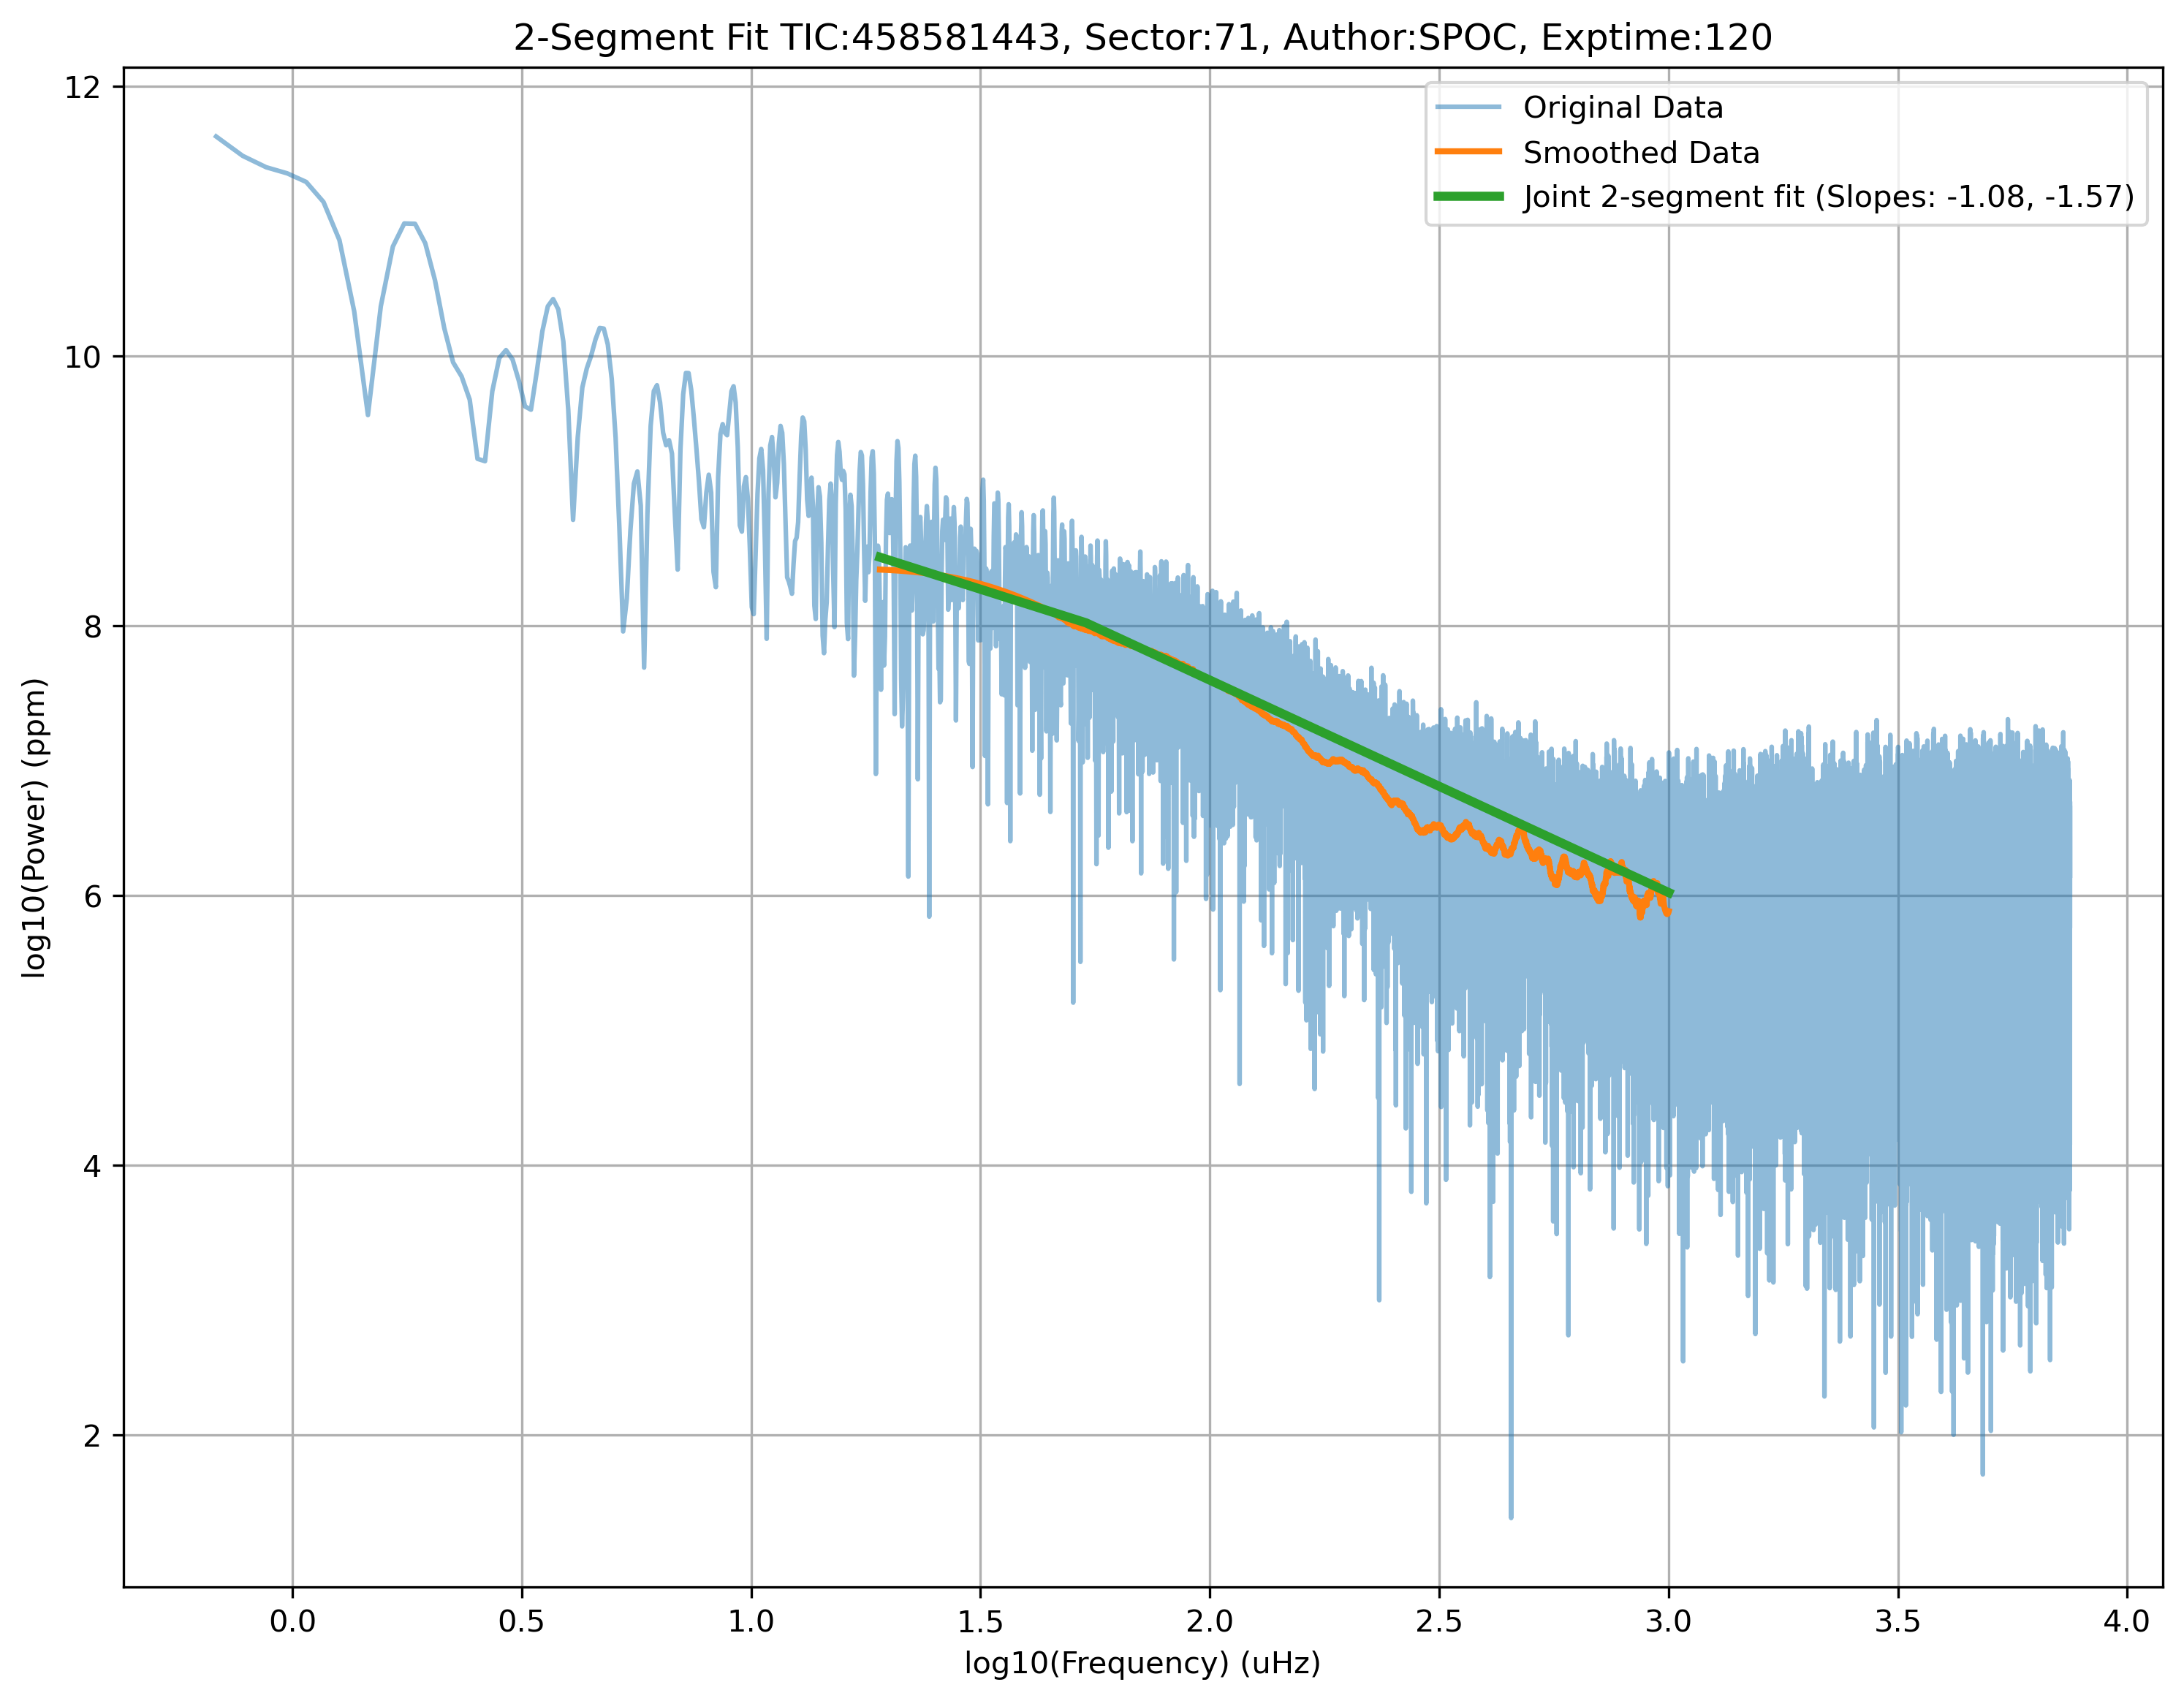 2-Segment Fit TIC:458581443, Sector:71, Author:SPOC, Exptime:120
Original Data
Smoothed Data
Joint 2-segment fit (Slopes: -1.08, -1.57)
12
10
8
6
4
2
log10(Power) (ppm)
0.0 0.5 1.0 1.5 2.0 2.5 3.0 3.5 4.0
log10(Frequency) (uHz)